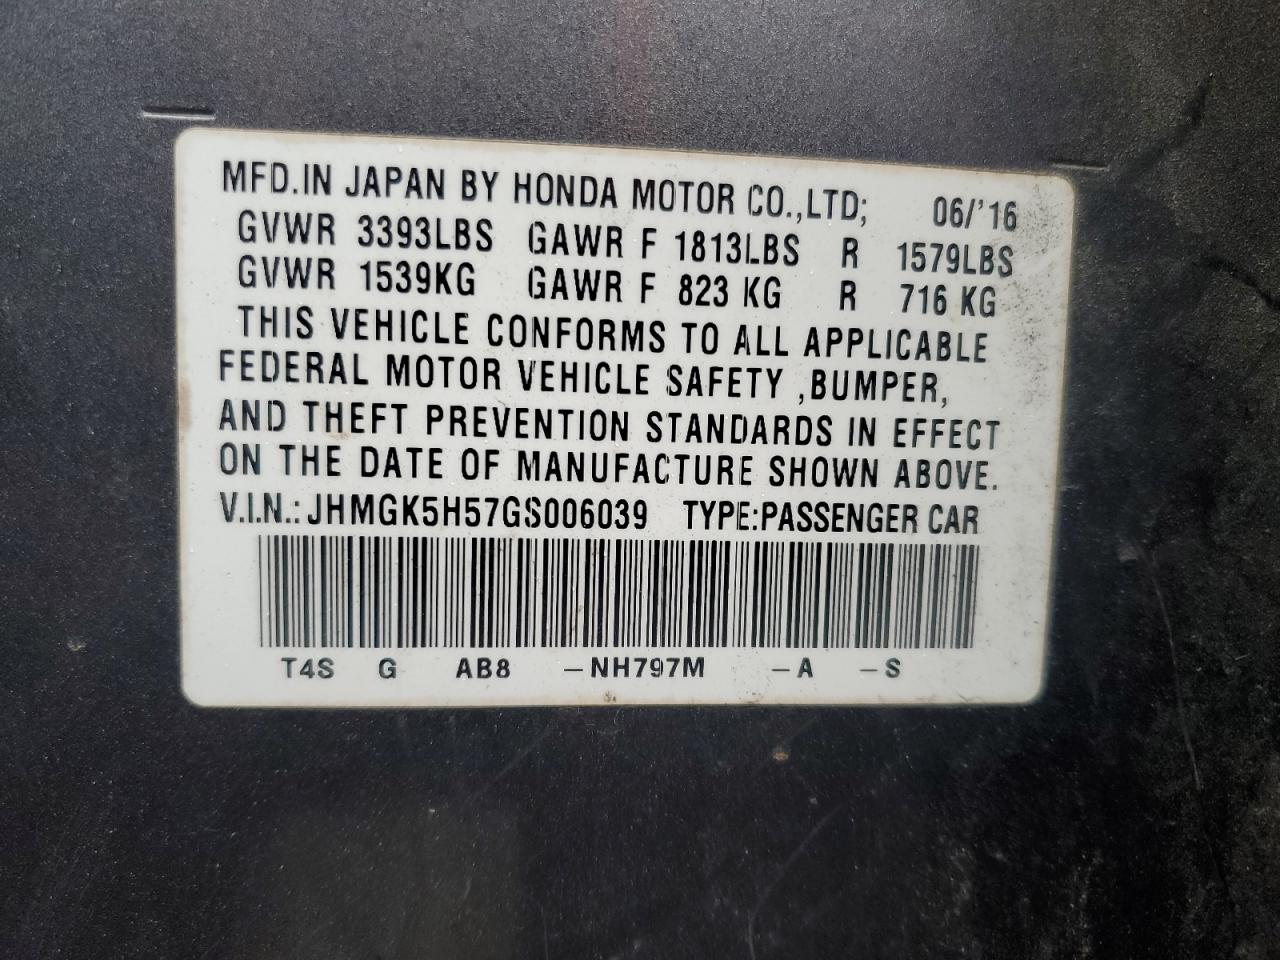 MFD.IN JAPAN BY HONDA MOTOR CO.,LTD; 06/'16
GVWR 3393LBS GAWR F 1813LBS R 1579LBS
GVWR 1539KG GAWR F 823 KG R 716 KG
THIS VEHICLE CONFORMS TO ALL APPLICABLE
FEDERAL MOTOR VEHICLE SAFETY ,BUMPER,
AND THEFT PREVENTION STANDARDS IN EFFECT
ON THE DATE OF MANUFACTURE SHOWN ABOVE.
V.I.N.: JHMGK5H57GS006039 TYPE:PASSENGER CAR
T4S G AB8 -NH797M -A -S